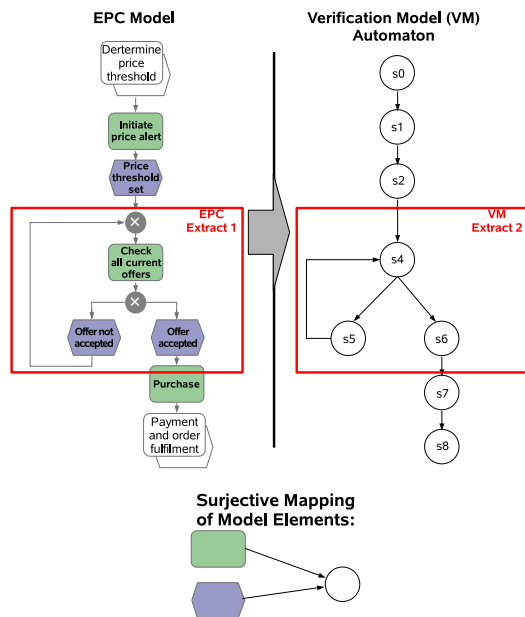 EPC Model
Verification Model (VM)
Automaton
Dertermine
price
threshold
Initiate
price alert
Price
threshold
set
EPC
Extract 1
Check
all current
offers
Offer not
accepted
Offer
accepted
Purchase
Payment
and order
fulfilment
s0
s1
s2
VM
Extract 2
s4
s5
s6
s7
s8
Surjective Mapping
of Model Elements: